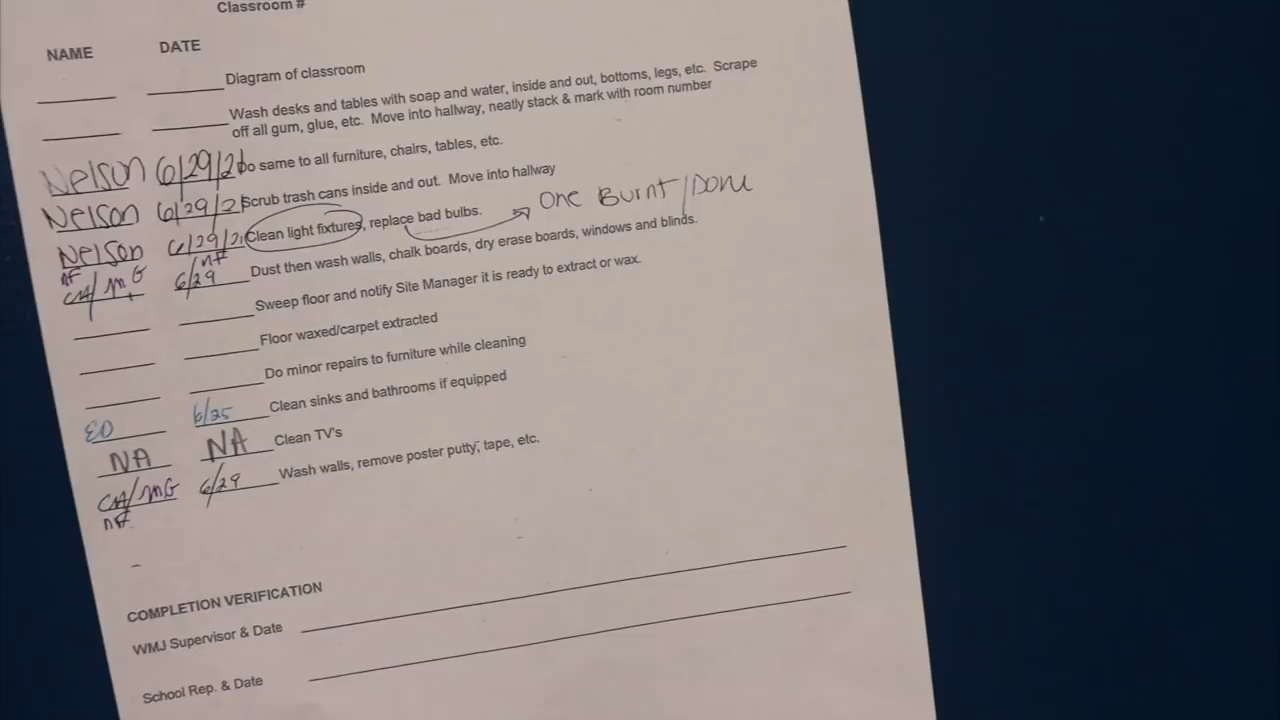 Classroom #
NAME DATE
Diagram of classroom
Wash desks and tables with soap and water, inside and out, bottoms, legs, etc. Scrape
off all gum, glue, etc. Move into hallway, neatly stack & mark with room number
Nelson 6/29/21 Do same to all furniture, chairs, tables, etc.
Nelson 6/29/21 Scrub trash cans inside and out. Move into hallway
Nelson 6/29/21 Clean light fixtures, replace bad bulbs. One Burnt/Done
nf nf
CA/MG 6/29 Dust then wash walls, chalk boards, dry erase boards, windows and blinds.
Sweep floor and notify Site Manager it is ready to extract or wax.
Floor waxed/carpet extracted
Do minor repairs to furniture while cleaning
ED 6/25 Clean sinks and bathrooms if equipped
NA NA Clean TV's
CA/MG 6/29 Wash walls, remove poster putty, tape, etc.
nf
COMPLETION VERIFICATION
WMJ Supervisor & Date
School Rep. & Date